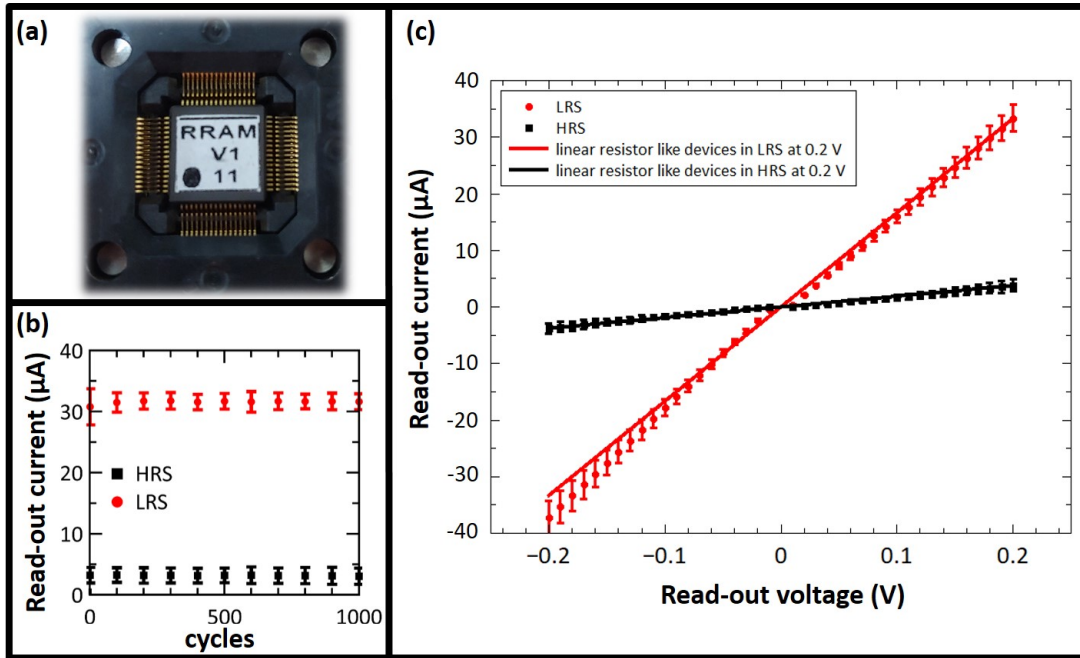 (a)
RRAM
V1
11
(b)
Read-out current (µA)
40
30
20
10
0
HRS
LRS
0
500
1000
cycles
(c)
Read-out current (µA)
40
30
20
10
0
-10
-20
-30
-40
LRS
HRS
linear resistor like devices in LRS at 0.2 V
linear resistor like devices in HRS at 0.2 V
−0.2
−0.1
0
0.1
0.2
Read-out voltage (V)